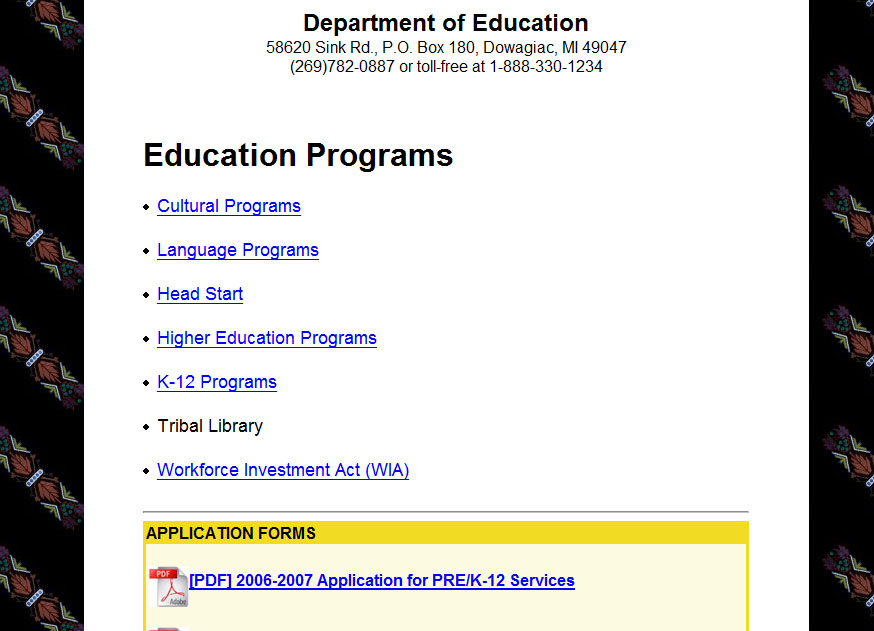 Department of Education
58620 Sink Rd., P.O. Box 180, Dowagiac, MI 49047
(269)782-0887 or toll-free at 1-888-330-1234
Education Programs
Cultural Programs
Language Programs
Head Start
Higher Education Programs
K-12 Programs
Tribal Library
Workforce Investment Act (WIA)
APPLICATION FORMS
PDF
Adobe
[PDF] 2006-2007 Application for PRE/K-12 Services